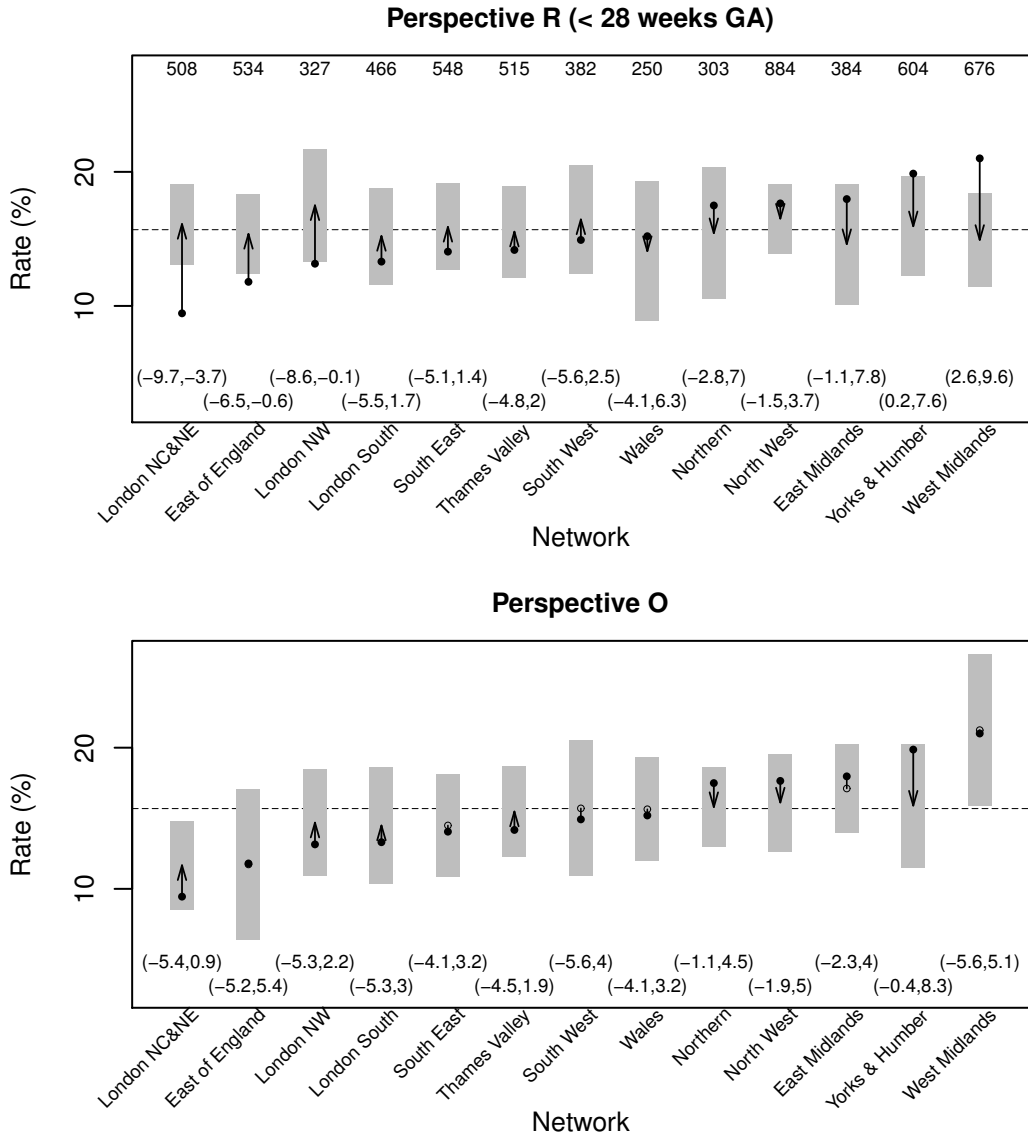 Perspective R (< 28 weeks GA)
508 534 327 466 548 515 382 250 303 884 384 604 676
20
10
Rate (%)
(−9.7,−3.7) (−8.6,−0.1) (−5.1,1.4) (−5.6,2.5) (−2.8,7) (−1.1,7.8) (2.6,9.6)
(−6.5,−0.6) (−5.5,1.7) (−4.8,2) (−4.1,6.3) (−1.5,3.7) (0.2,7.6)
London NC&NE East of England London NW London South South East Thames Valley South West Wales Northern North West East Midlands Yorks & Humber West Midlands
Network
Perspective O
20
10
Rate (%)
(−5.4,0.9) (−5.3,2.2) (−4.1,3.2) (−5.6,4) (−1.1,4.5) (−2.3,4) (−5.6,5.1)
(−5.2,5.4) (−5.3,3) (−4.5,1.9) (−4.1,3.2) (−1.9,5) (−0.4,8.3)
London NC&NE East of England London NW London South South East Thames Valley South West Wales Northern North West East Midlands Yorks & Humber West Midlands
Network